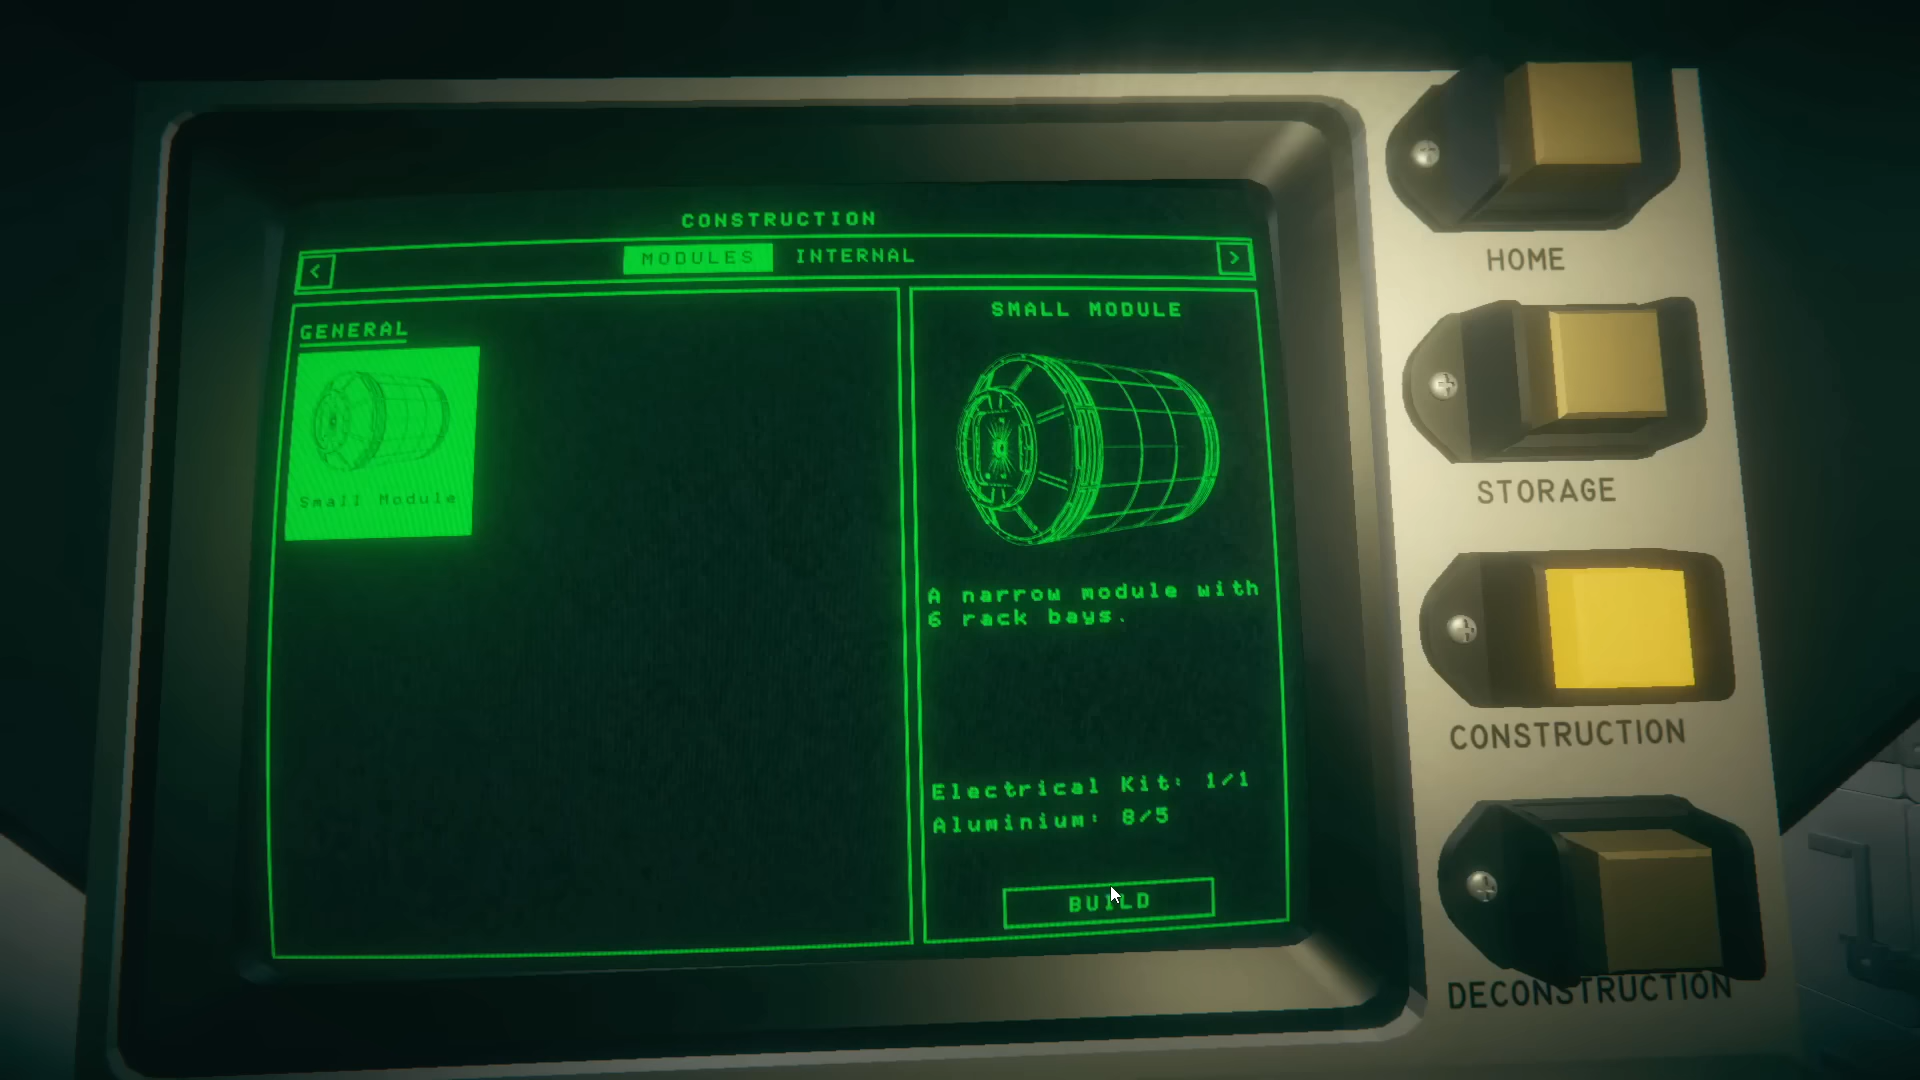 CONSTRUCTION
< MODULES INTERNAL >
GENERAL
Small Module
SMALL MODULE
A narrow module with
6 rack bays.
Electrical Kit: 1/1
Aluminium: 8/5
BUILD
HOME
STORAGE
CONSTRUCTION
DECONSTRUCTION